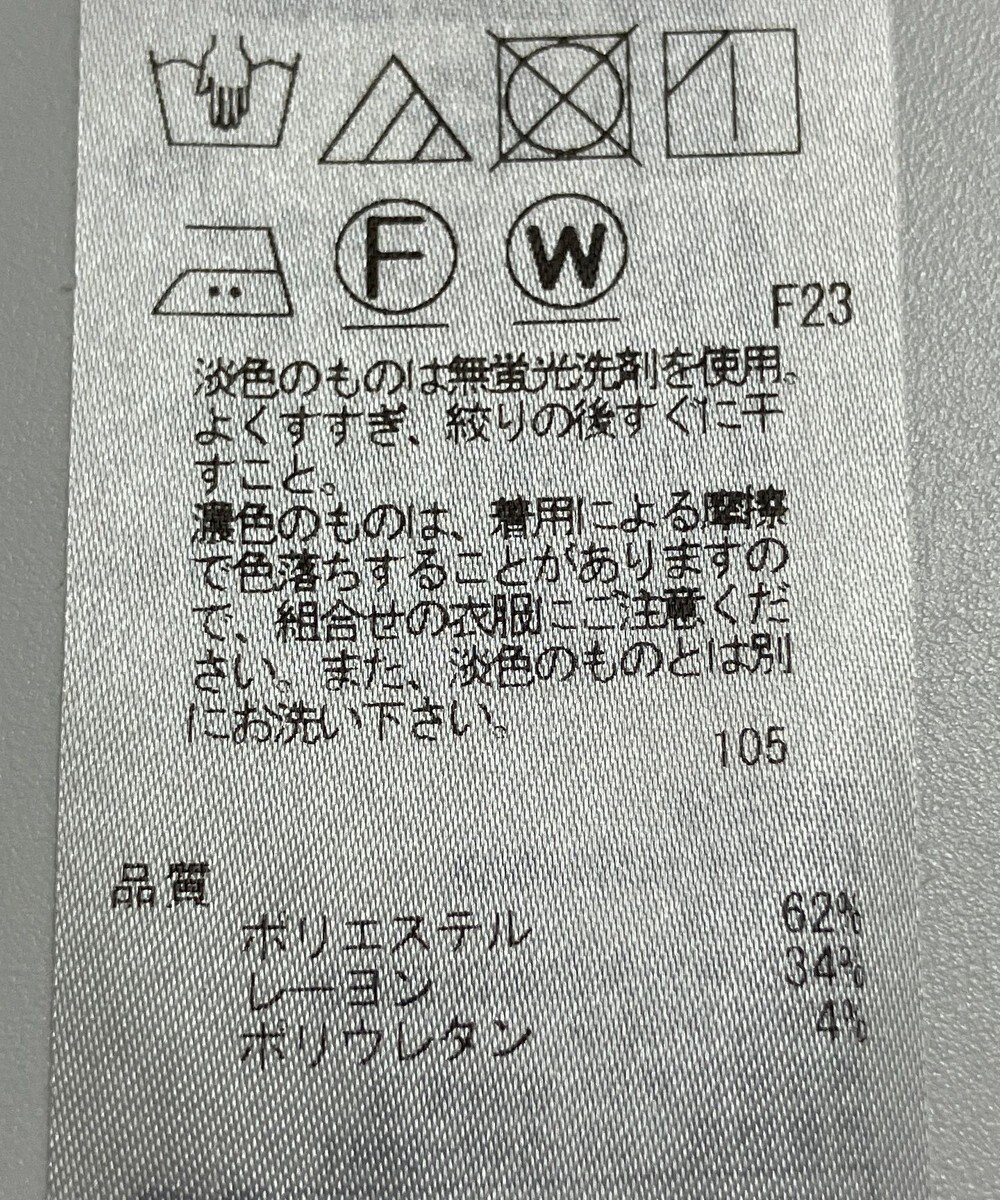 F
W
F23
淡色のものは無蛍光洗剤を使用。
よくすすぎ、絞りの後すぐに干
すこと。
濃色のものは、着用による摩擦
で色落ちすることがありますの
で、組合せの衣服にご注意くだ
さい。また、淡色のものとは別
にお洗い下さい。
105
品質
ポリエステル 62%
レーヨン 34%
ポリウレタン 4%